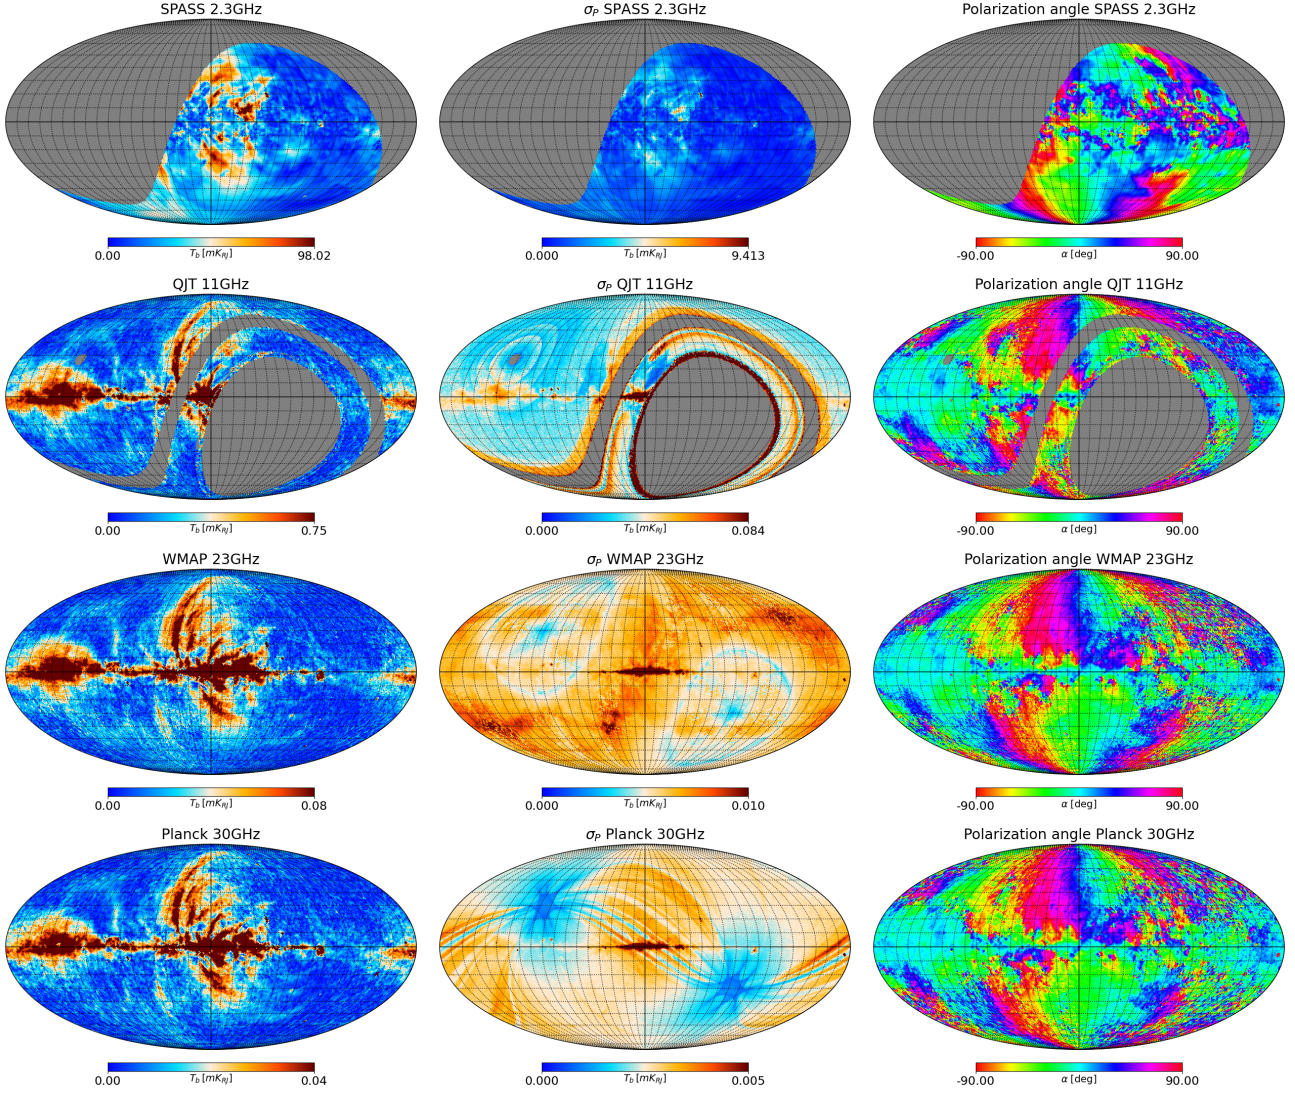 SPASS 2.3GHz
σP SPASS 2.3GHz
Polarization angle SPASS 2.3GHz
0.00 Tb [mKRJ] 98.02
0.000 Tb [mKRJ] 9.413
-90.00 α [deg] 90.00
QJT 11GHz
σP QJT 11GHz
Polarization angle QJT 11GHz
0.00 Tb [mKRJ] 0.75
0.000 Tb [mKRJ] 0.084
-90.00 α [deg] 90.00
WMAP 23GHz
σP WMAP 23GHz
Polarization angle WMAP 23GHz
0.00 Tb [mKRJ] 0.08
0.000 Tb [mKRJ] 0.010
-90.00 α [deg] 90.00
Planck 30GHz
σP Planck 30GHz
Polarization angle Planck 30GHz
0.00 Tb [mKRJ] 0.04
0.000 Tb [mKRJ] 0.005
-90.00 α [deg] 90.00